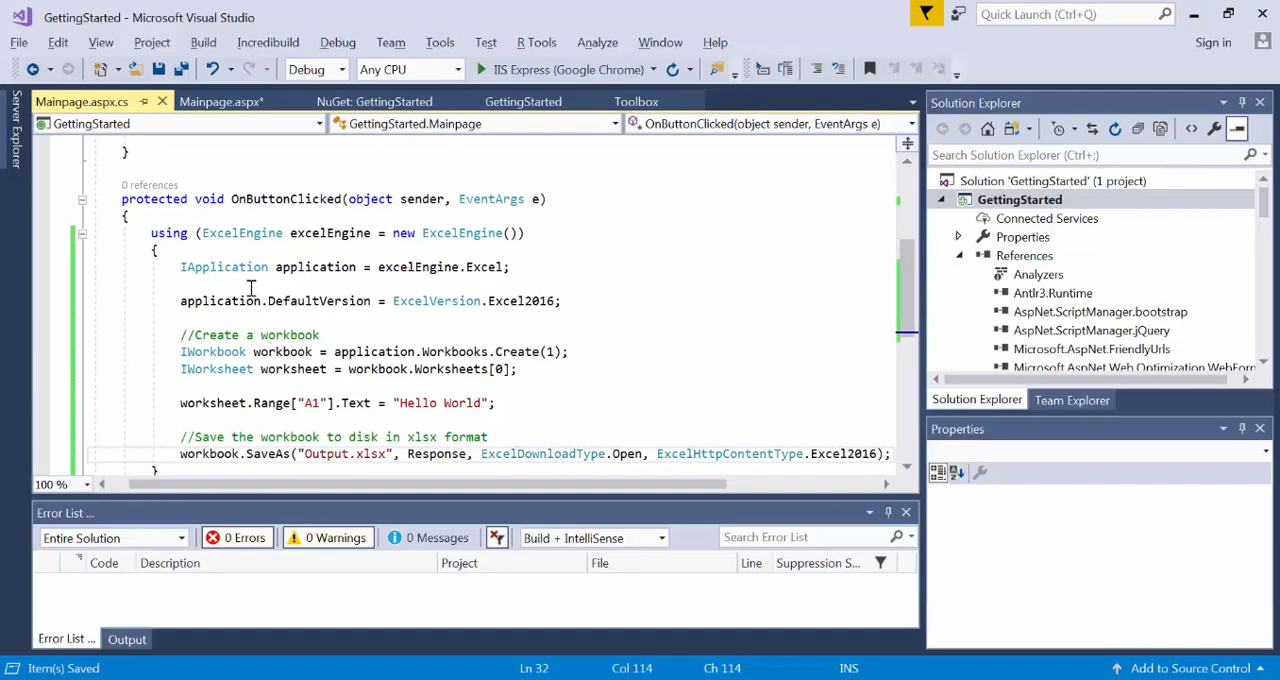 GettingStarted - Microsoft Visual Studio
Quick Launch (Ctrl+Q)
File Edit View Project Build Incredibuild Debug Team Tools Test R Tools Analyze Window Help
Sign in
Debug Any CPU IIS Express (Google Chrome)
Server Explorer
Mainpage.aspx.cs Mainpage.aspx* NuGet: GettingStarted GettingStarted Toolbox
GettingStarted GettingStarted.Mainpage OnButtonClicked(object sender, EventArgs e)
}
0 references
protected void OnButtonClicked(object sender, EventArgs e)
{
using (ExcelEngine excelEngine = new ExcelEngine())
{
IApplication application = excelEngine.Excel;
application.DefaultVersion = ExcelVersion.Excel2016;
//Create a workbook
IWorkbook workbook = application.Workbooks.Create(1);
IWorksheet worksheet = workbook.Worksheets[0];
worksheet.Range["A1"].Text = "Hello World";
//Save the workbook to disk in xlsx format
workbook.SaveAs("Output.xlsx", Response, ExcelDownloadType.Open, ExcelHttpContentType.Excel2016);
}
100 %
Solution Explorer
Search Solution Explorer (Ctrl+;)
Solution 'GettingStarted' (1 project)
GettingStarted
Connected Services
Properties
References
Analyzers
Antlr3.Runtime
AspNet.ScriptManager.bootstrap
AspNet.ScriptManager.jQuery
Microsoft.AspNet.FriendlyUrls
Microsoft.AspNet.Web.Optimization.WebForm
Solution Explorer Team Explorer
Properties
Error List ...
Entire Solution 0 Errors 0 Warnings 0 Messages Build + IntelliSense Search Error List
Code Description Project File Line Suppression S...
Error List ... Output
Item(s) Saved Ln 32 Col 114 Ch 114 INS Add to Source Control